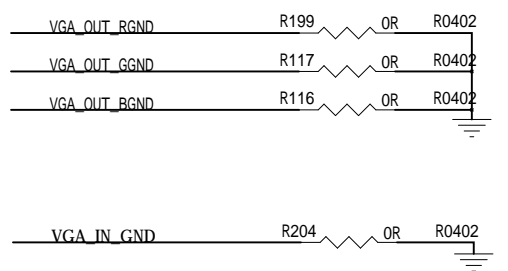 VGA_OUT_RGND R199 0R R0402
VGA_OUT_GGND R117 0R R0402
VGA_OUT_BGND R116 0R R0402
VGA_IN_GND R204 0R R0402